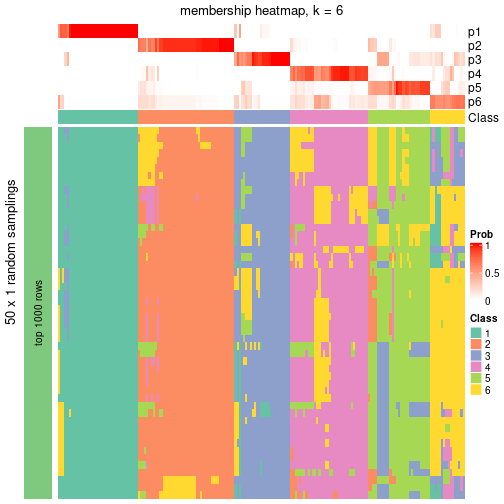 membership heatmap, k = 6
p1
p2
p3
p4
p5
p6
Class
50 x 1 random samplings
top 1000 rows
Prob
1
0.5
0
Class
1
2
3
4
5
6